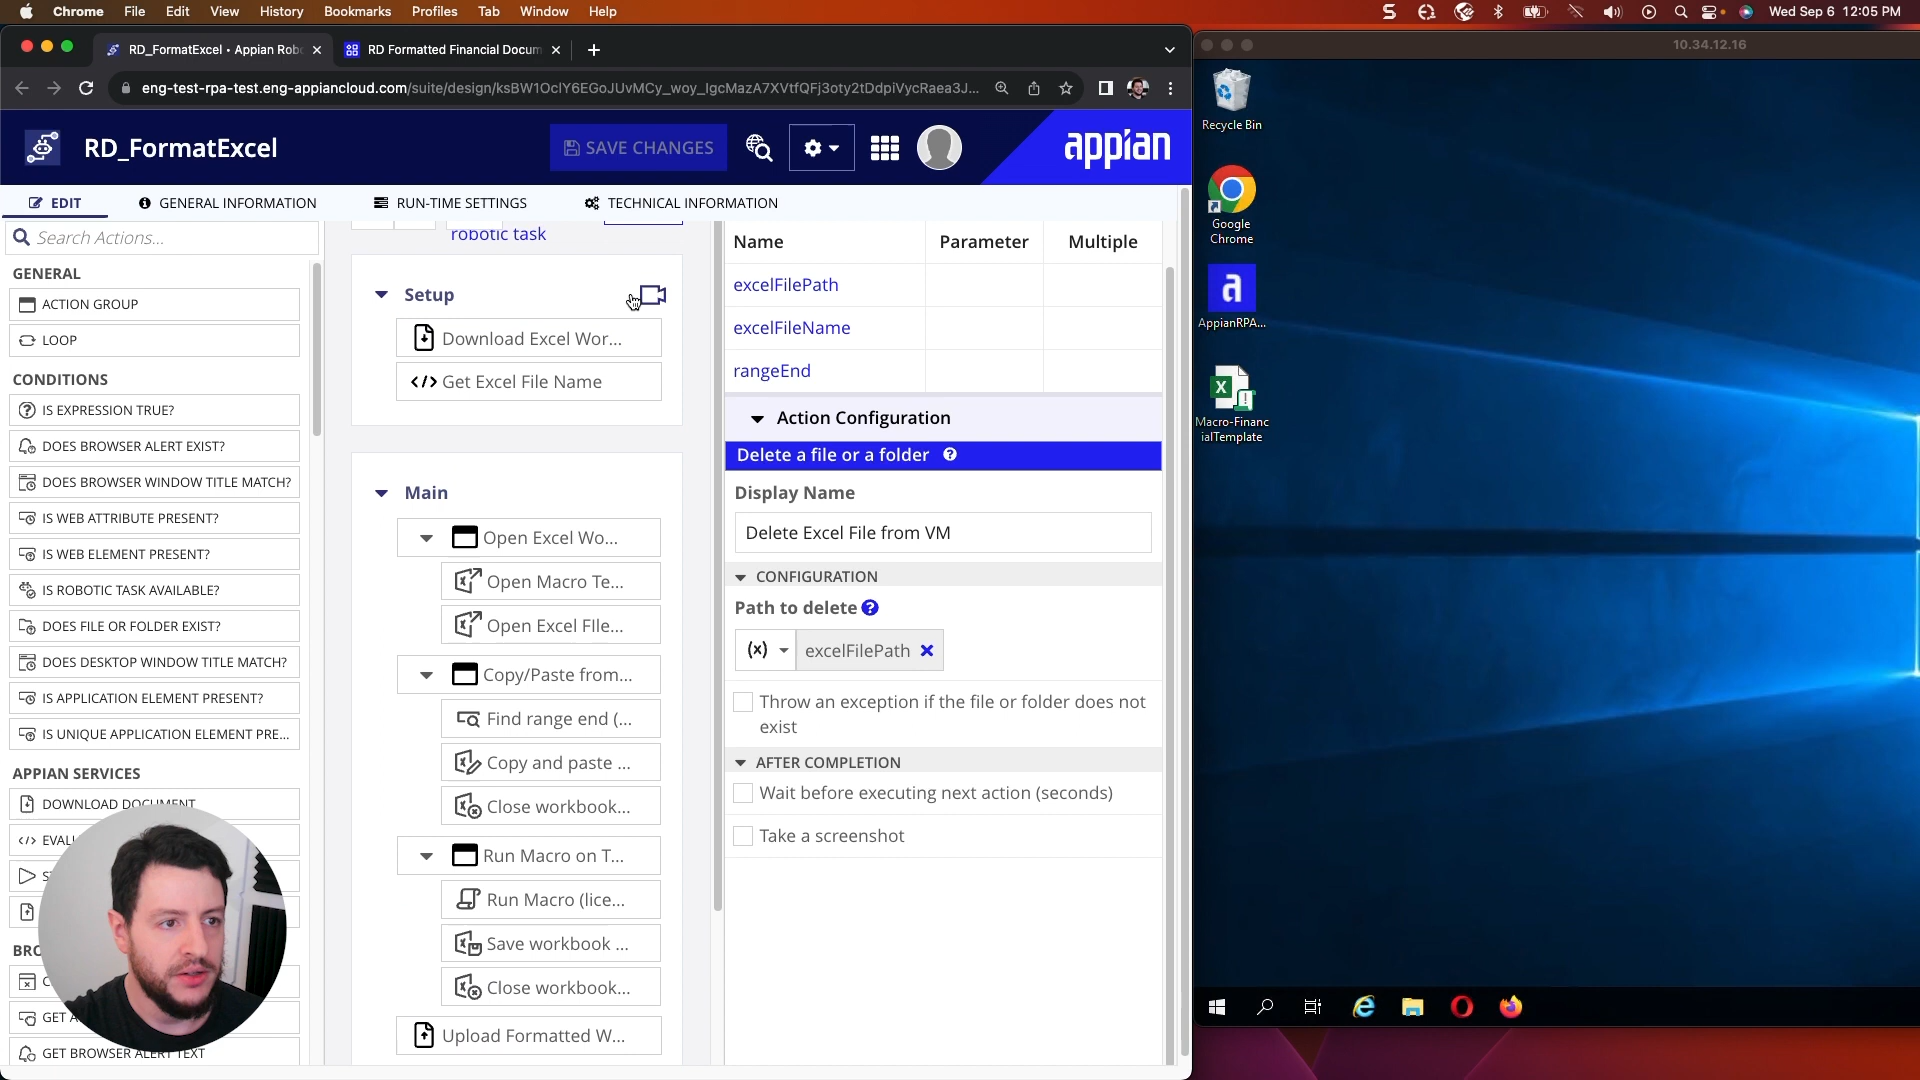 Chrome File Edit View History Bookmarks Profiles Tab Window Help
Wed Sep 6 12:05 PM
RD_FormatExcel • Appian Rob
RD Formatted Financial Docum
10.34.12.16
eng-test-rpa-test.eng-appiancloud.com/suite/design/ksBW1OclY6EGoJUvMCy_woy_IgcMazA7XVtfQFj3oty2tDdpiVycRaea3J...
RD_FormatExcel
SAVE CHANGES
appian
EDIT
GENERAL INFORMATION
RUN-TIME SETTINGS
TECHNICAL INFORMATION
Search Actions...
GENERAL
ACTION GROUP
LOOP
CONDITIONS
IS EXPRESSION TRUE?
DOES BROWSER ALERT EXIST?
DOES BROWSER WINDOW TITLE MATCH?
IS WEB ATTRIBUTE PRESENT?
IS WEB ELEMENT PRESENT?
IS ROBOTIC TASK AVAILABLE?
DOES FILE OR FOLDER EXIST?
DOES DESKTOP WINDOW TITLE MATCH?
IS APPLICATION ELEMENT PRESENT?
IS UNIQUE APPLICATION ELEMENT PRE...
APPIAN SERVICES
DOWNLOAD DOCUMENT
EVAL
BRO
GET BROWSER ALERT TEXT
robotic task
Setup
Download Excel Wor...
Get Excel File Name
Main
Open Excel Wo...
Open Macro Te...
Open Excel FIle...
Copy/Paste from...
Find range end (...
Copy and paste ...
Close workbook...
Run Macro on T...
Run Macro (lice...
Save workbook ...
Close workbook...
Upload Formatted W...
Name
Parameter
Multiple
excelFilePath
excelFileName
rangeEnd
Action Configuration
Delete a file or a folder
Display Name
Delete Excel File from VM
CONFIGURATION
Path to delete
(x) excelFilePath
Throw an exception if the file or folder does not
exist
AFTER COMPLETION
Wait before executing next action (seconds)
Take a screenshot
Recycle Bin
Google
Chrome
AppianRPA...
Macro-Financ
ialTemplate